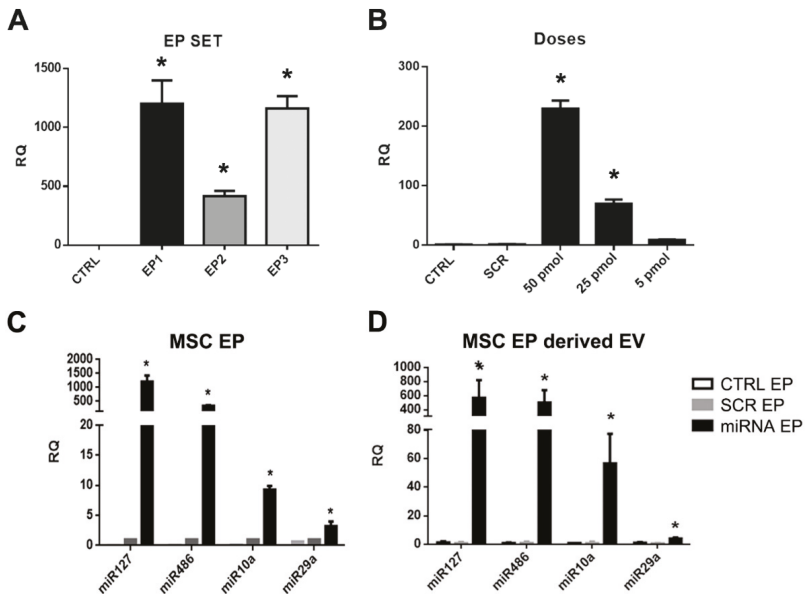 A
EP SET
RQ
1500
1000
500
0
*
*
*
CTRL
EP1
EP2
EP3
B
Doses
RQ
300
200
100
0
*
*
CTRL
SCR
50 pmol
25 pmol
5 pmol
C
MSC EP
RQ
2000
1500
1000
500
20
15
10
5
0
*
*
*
*
miR127
miR486
miR10a
miR29a
D
MSC EP derived EV
RQ
1000
800
600
400
80
60
40
20
0
*
*
*
*
*
miR127
miR486
miR10a
miR29a
CTRL EP
SCR EP
miRNA EP